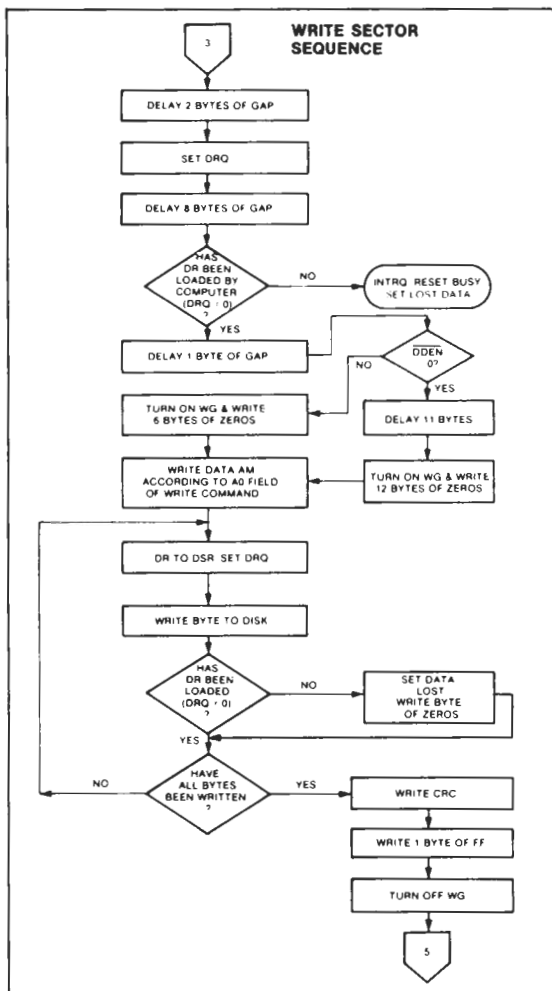 WRITE SECTOR
SEQUENCE
3
DELAY 2 BYTES OF GAP
SET DRQ
DELAY 8 BYTES OF GAP
HAS
DR BEEN
LOADED BY
COMPUTER
(DRQ / 0)
?
NO
INTRQ RESET BUSY
SET LOST DATA
YES
DELAY 1 BYTE OF GAP
DDEN
0?
NO
YES
TURN ON WG & WRITE
6 BYTES OF ZEROS
DELAY 11 BYTES
WRITE DATA AM
ACCORDING TO A0 FIELD
OF WRITE COMMAND
TURN ON WG & WRITE
12 BYTES OF ZEROS
DR TO DSR SET DRQ
WRITE BYTE TO DISK
HAS
DR BEEN
LOADED
(DRQ / 0)
?
NO
SET DATA
LOST
WRITE BYTE
OF ZEROS
YES
HAVE
ALL BYTES
BEEN WRITTEN
?
NO
YES
WRITE CRC
WRITE 1 BYTE OF FF
TURN OFF WG
5